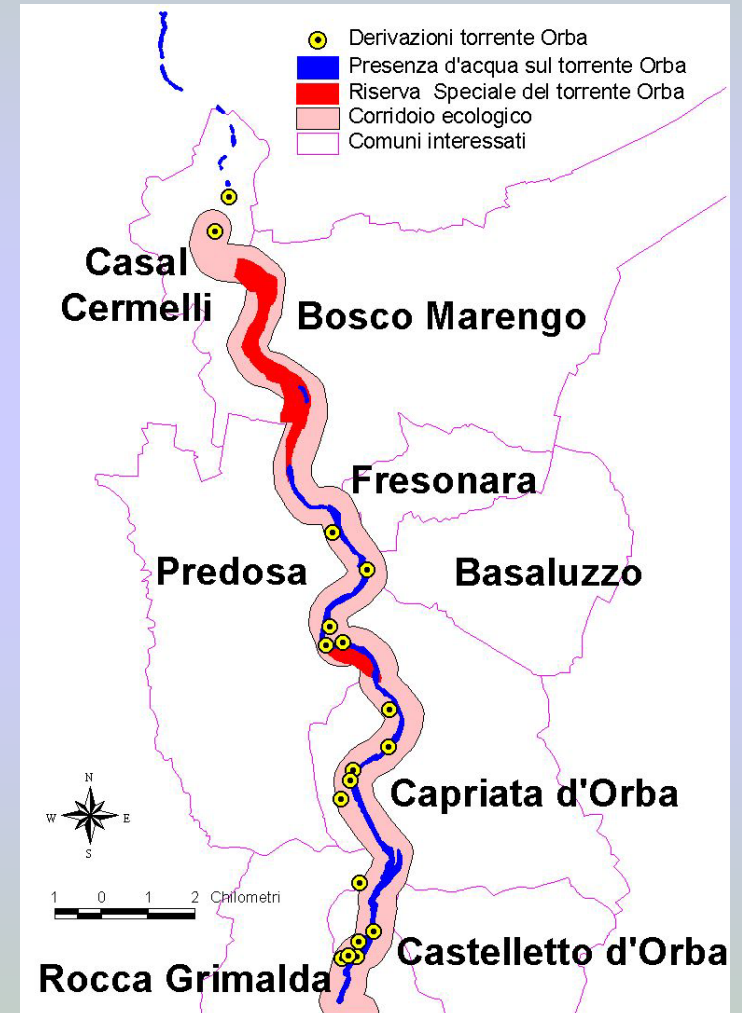 Derivazioni torrente Orba
Presenza d'acqua sul torrente Orba
Riserva Speciale del torrente Orba
Corridoio ecologico
Comuni interessati
Casal
Cermelli
Bosco Marengo
Fresonara
Predosa
Basaluzzo
N
W E
S
Capriata d'Orba
1 0 1 2 Chilometri
Castelletto d'Orba
Rocca Grimalda